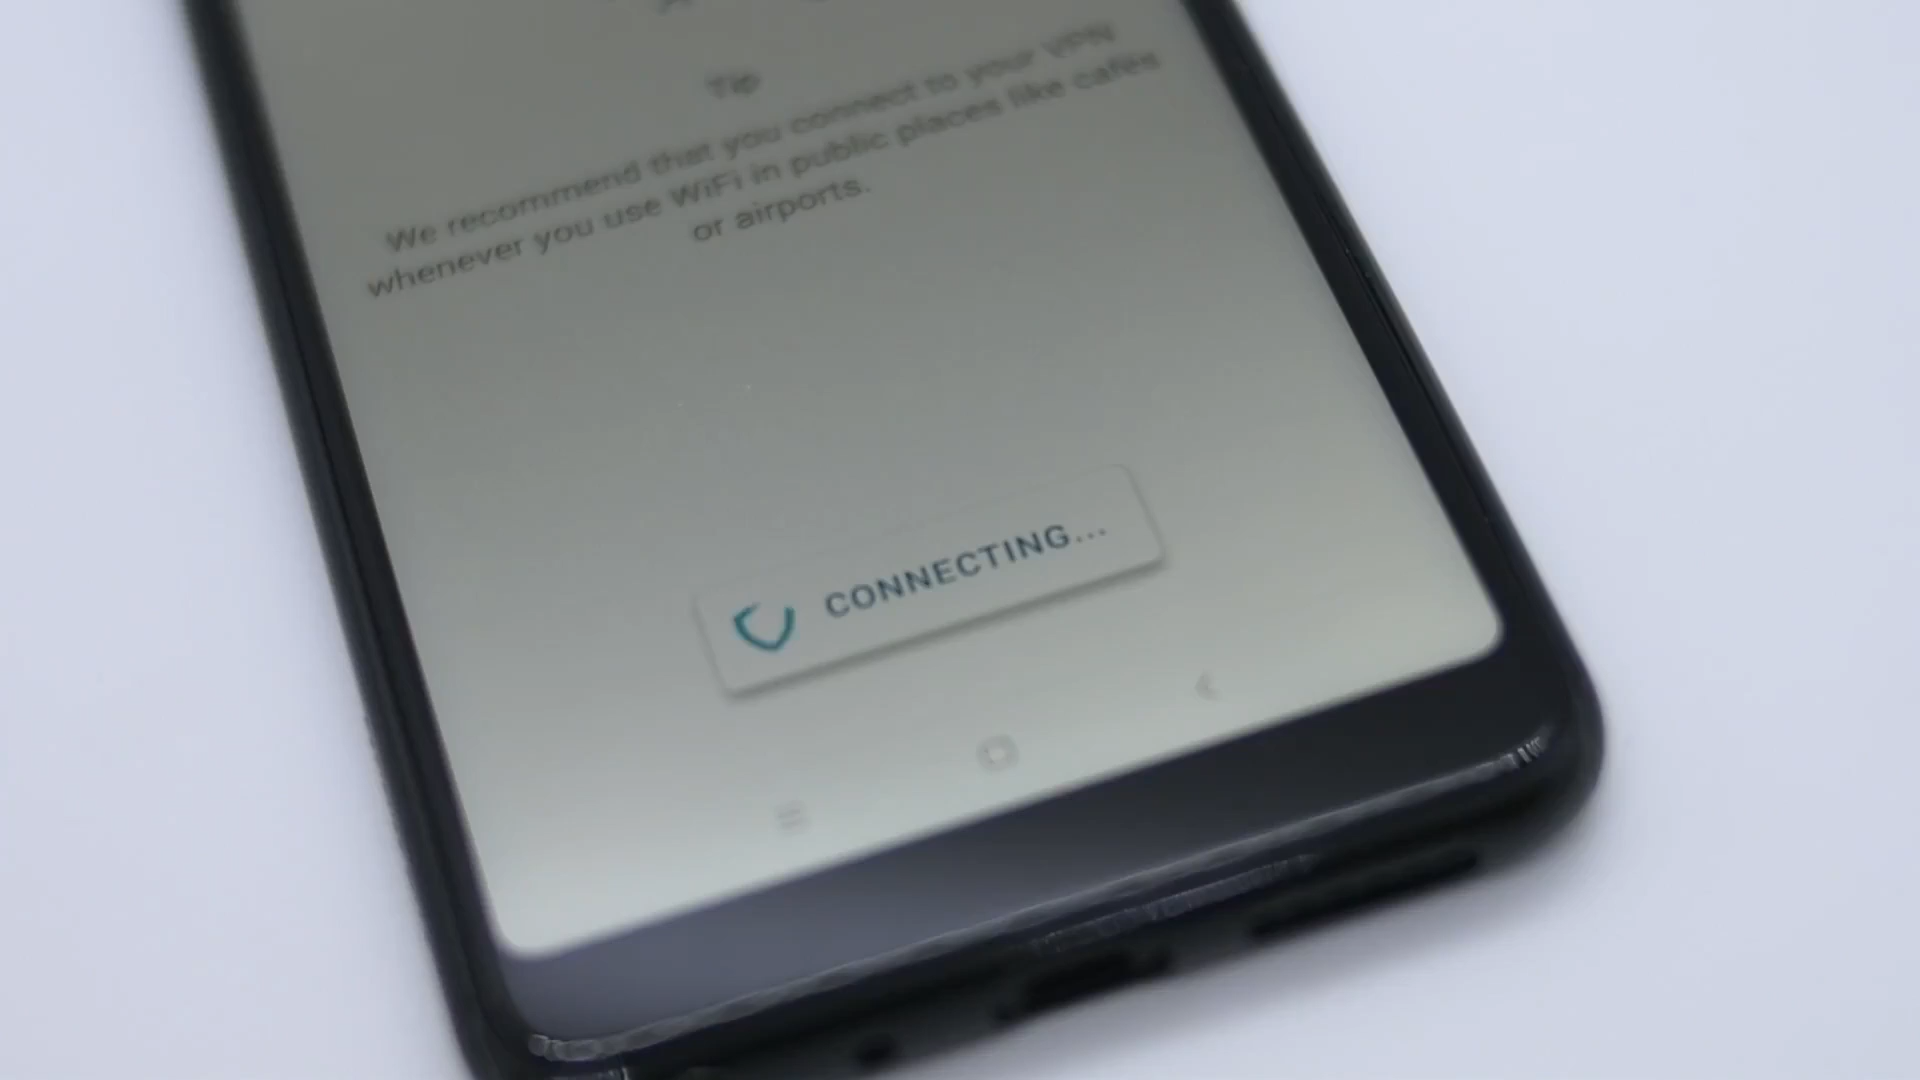 Tip
We recommend that you connect to your VPN
whenever you use WiFi in public places like cafes
or airports.
CONNECTING...